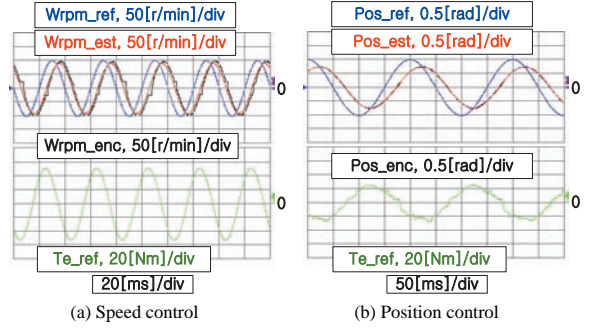 Wrpm_ref, 50[r/min]/div
Wrpm_est, 50[r/min]/div
0
Wrpm_enc, 50[r/min]/div
0
Te_ref, 20[Nm]/div
20[ms]/div
(a) Speed control
Pos_ref, 0.5[rad]/div
Pos_est, 0.5[rad]/div
0
Pos_enc, 0.5[rad]/div
0
Te_ref, 20[Nm]/div
50[ms]/div
(b) Position control